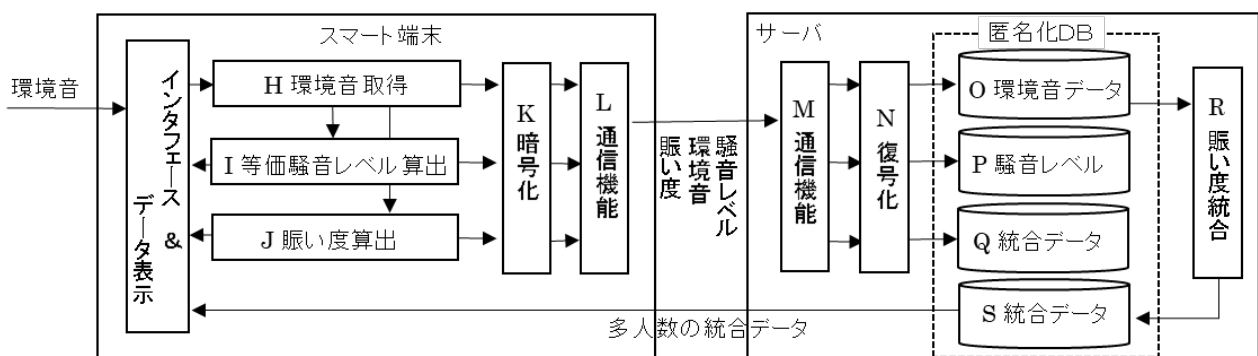 スマート端末
サーバ
匿名化DB
環境音
インタフェース &
データ表示
H 環境音取得
I 等価騒音レベル算出
J 賑い度算出
K 暗号化
L 通信機能
騒音レベル
環境音
賑い度
M 通信機能
N 復号化
O 環境音データ
P 騒音レベル
Q 統合データ
S 統合データ
R 賑い度統合
多人数の統合データ